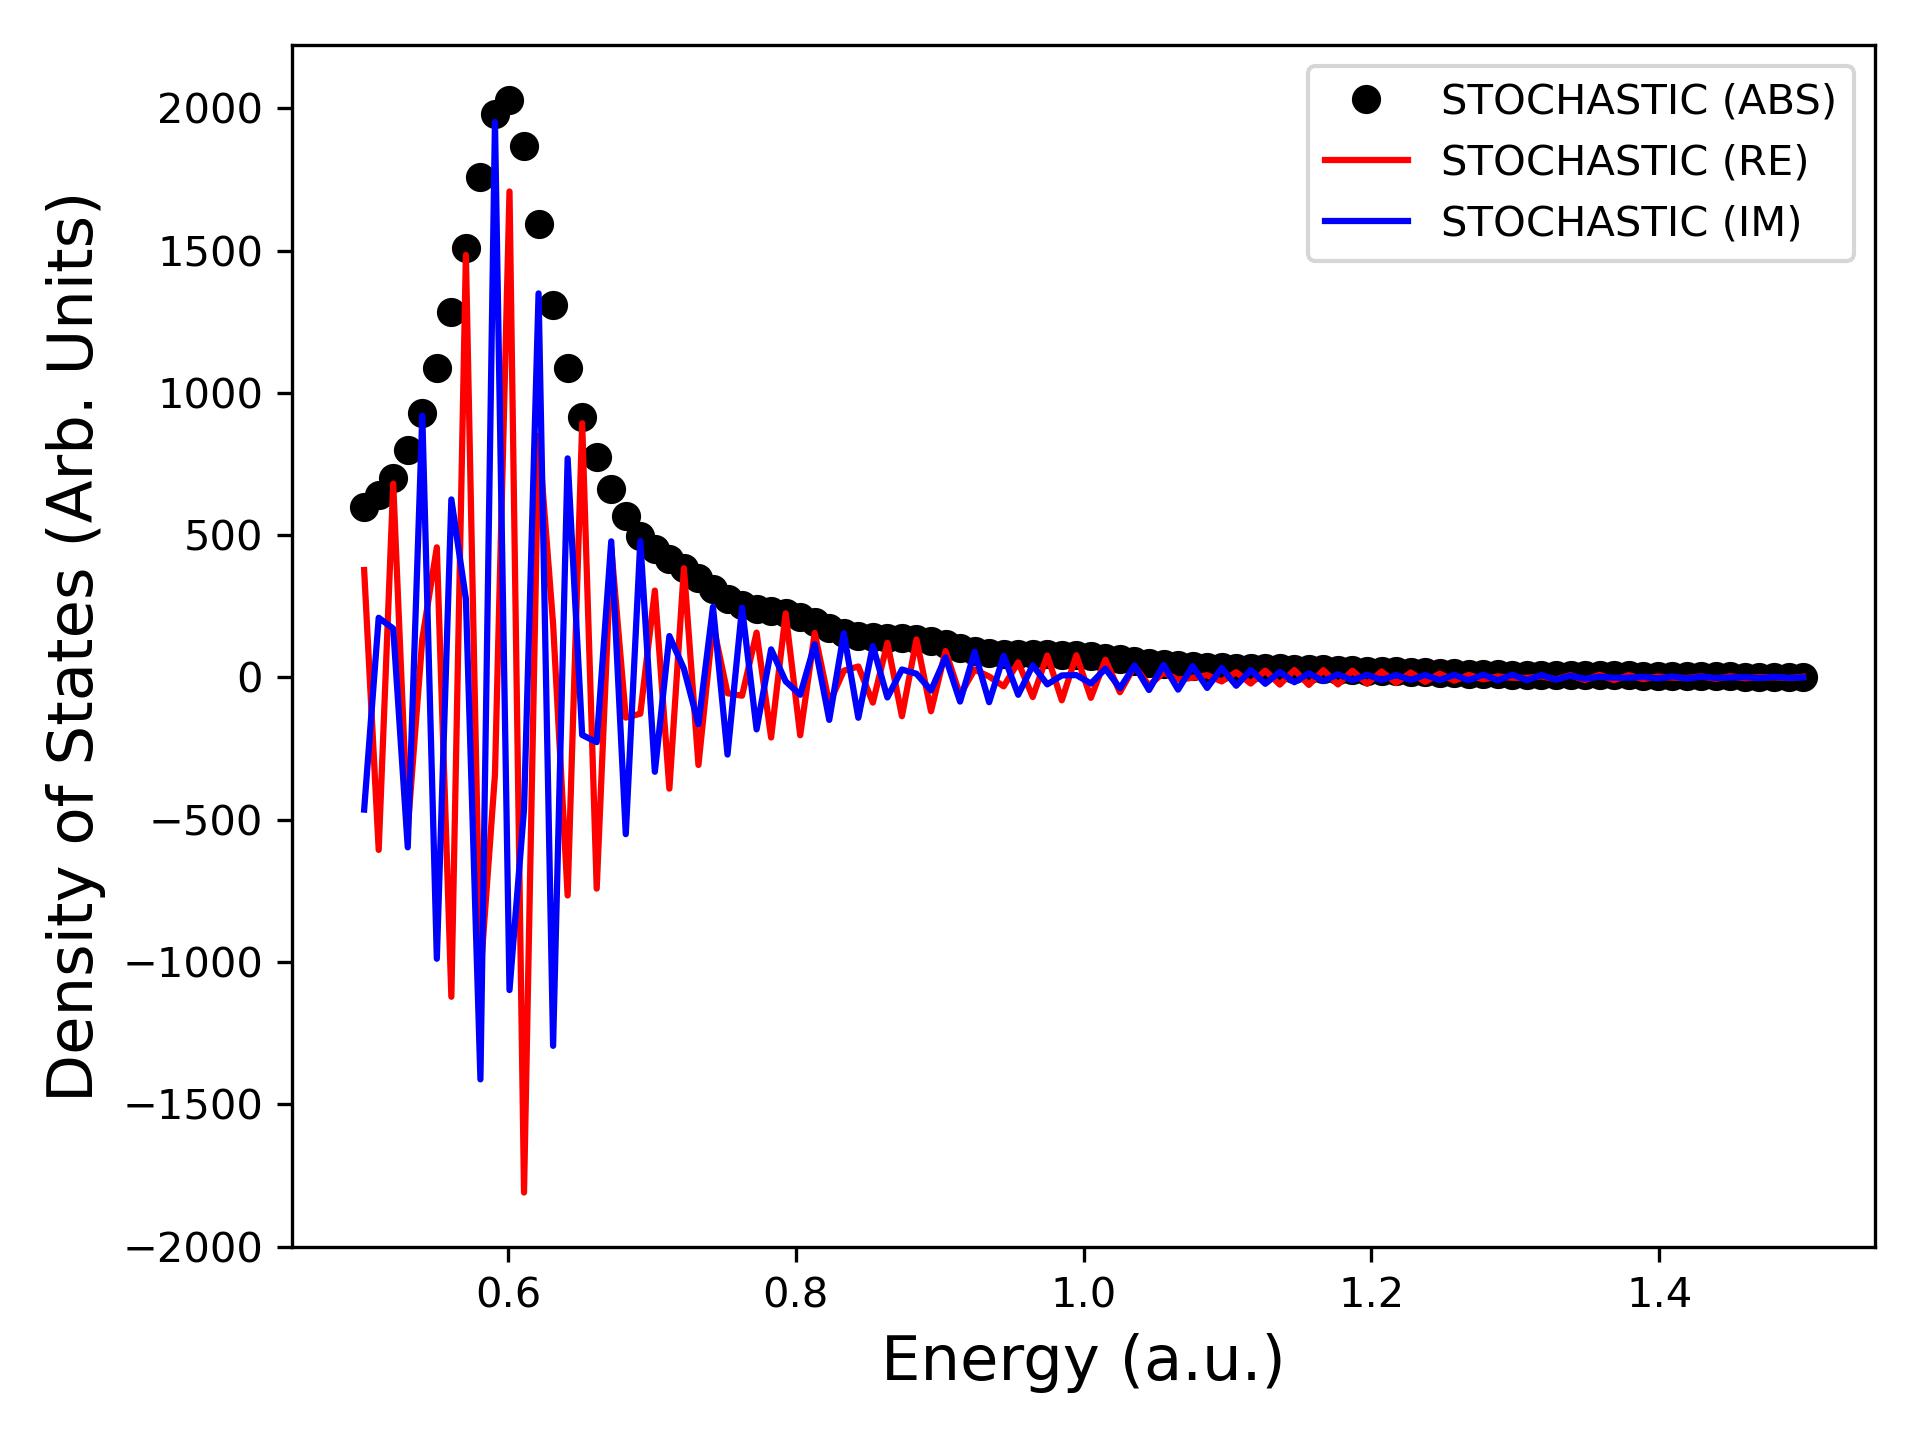 Density of States (Arb. Units)
2000
1500
1000
500
0
−500
−1000
−1500
−2000
STOCHASTIC (ABS)
STOCHASTIC (RE)
STOCHASTIC (IM)
0.6 0.8 1.0 1.2 1.4
Energy (a.u.)